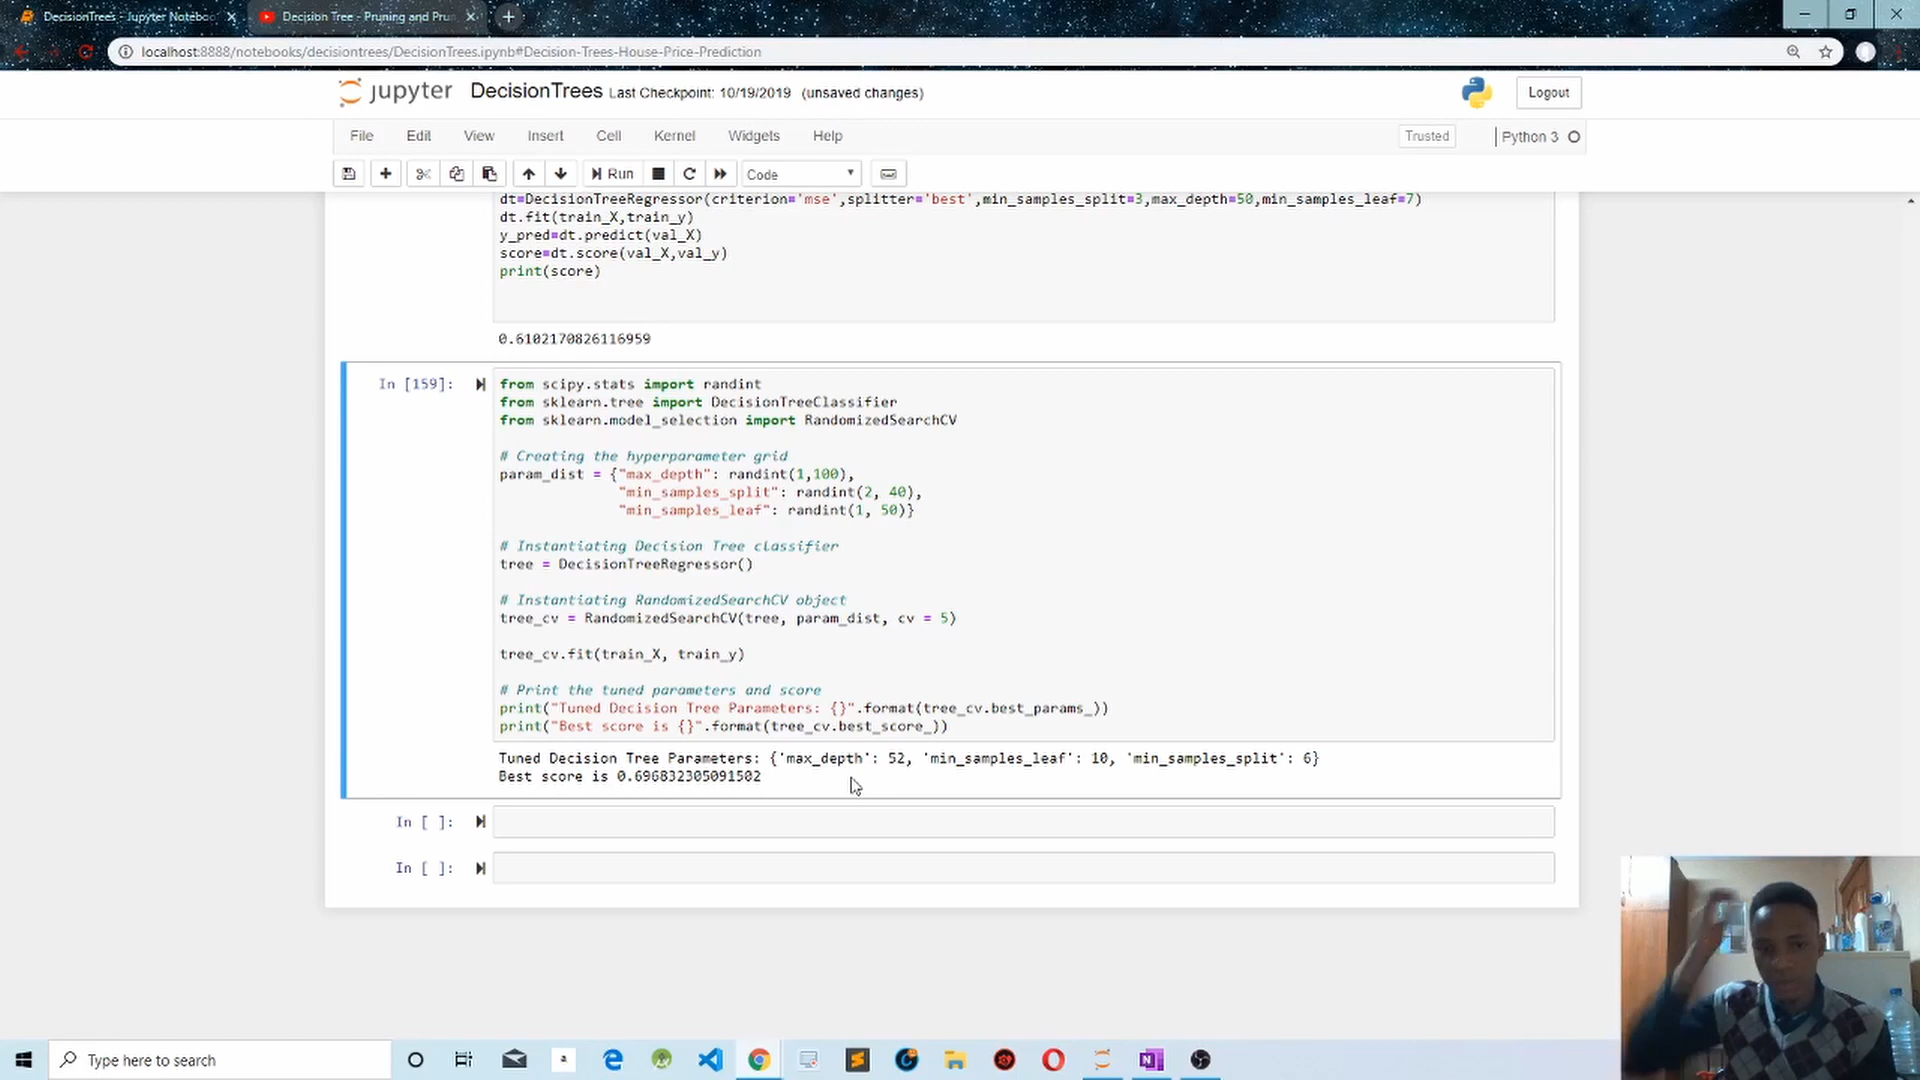 DecisionTrees - Jupyter Noteboo
Decision Tree - Pruning and Prun
localhost:8888/notebooks/decisiontrees/DecisionTrees.ipynb#Decision-Trees-House-Price-Prediction
jupyter DecisionTrees Last Checkpoint: 10/19/2019 (unsaved changes)
Logout
File Edit View Insert Cell Kernel Widgets Help
Trusted
Python 3
Run
Code
dt=DecisionTreeRegressor(criterion='mse',splitter='best',min_samples_split=3,max_depth=50,min_samples_leaf=7)
dt.fit(train_X,train_y)
y_pred=dt.predict(val_X)
score=dt.score(val_X,val_y)
print(score)
0.6102170826116959
In [159]:
from scipy.stats import randint
from sklearn.tree import DecisionTreeClassifier
from sklearn.model_selection import RandomizedSearchCV
# Creating the hyperparameter grid
param_dist = {"max_depth": randint(1,100),
"min_samples_split": randint(2, 40),
"min_samples_leaf": randint(1, 50)}
# Instantiating Decision Tree classifier
tree = DecisionTreeRegressor()
# Instantiating RandomizedSearchCV object
tree_cv = RandomizedSearchCV(tree, param_dist, cv = 5)
tree_cv.fit(train_X, train_y)
# Print the tuned parameters and score
print("Tuned Decision Tree Parameters: {}".format(tree_cv.best_params_))
print("Best score is {}".format(tree_cv.best_score_))
Tuned Decision Tree Parameters: {'max_depth': 52, 'min_samples_leaf': 10, 'min_samples_split': 6}
Best score is 0.696832305091502
In [ ]:
In [ ]:
Type here to search